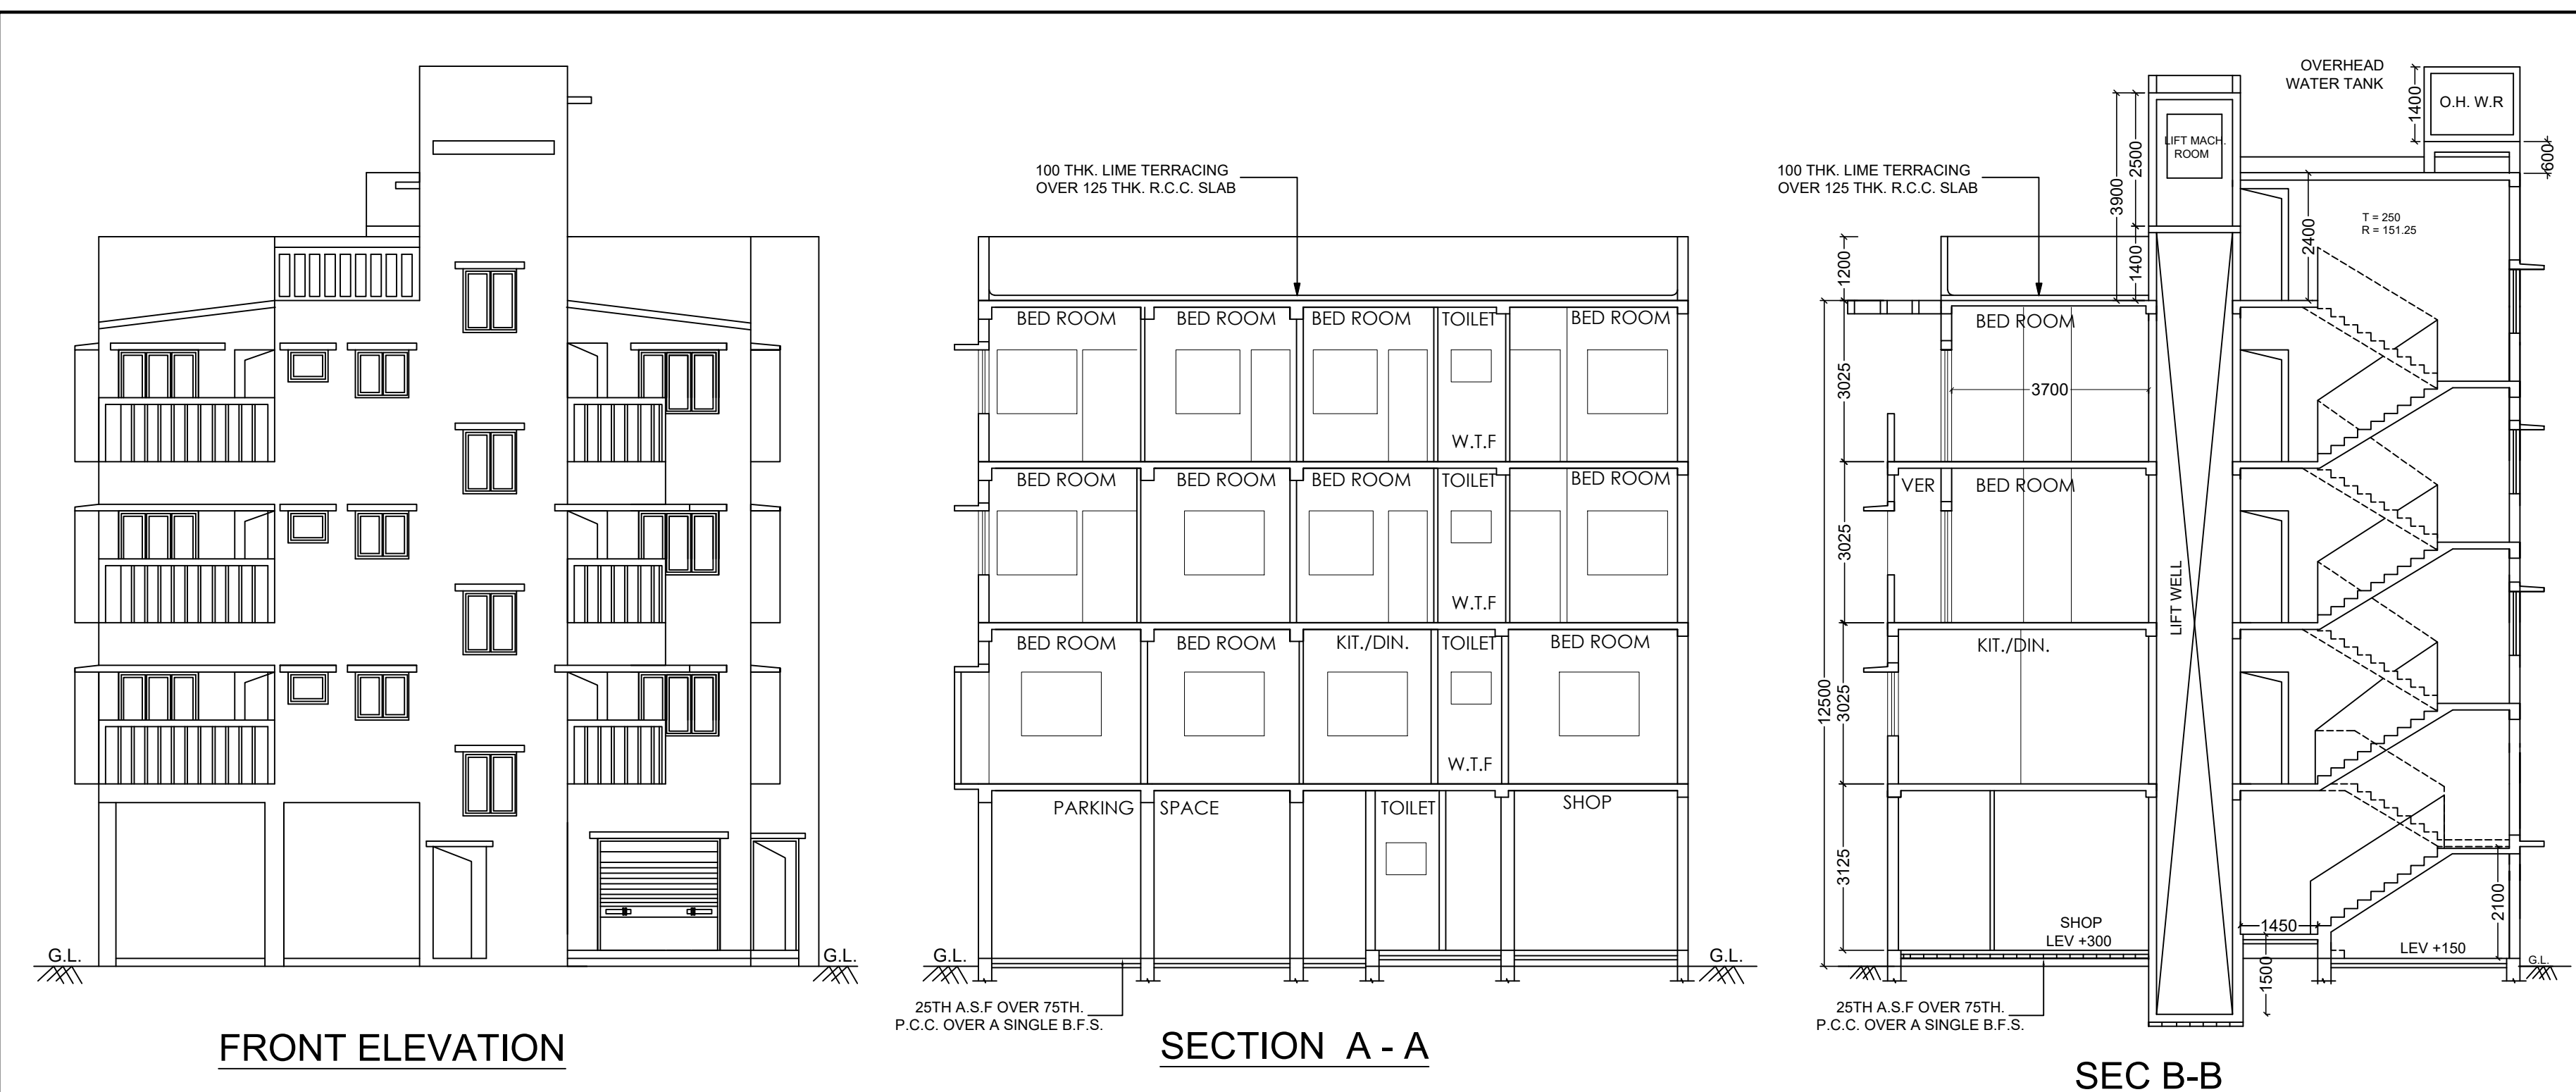 G.L.
G.L.
FRONT ELEVATION
100 THK. LIME TERRACING
OVER 125 THK. R.C.C. SLAB
BED ROOM
BED ROOM
BED ROOM
TOILET
BED ROOM
W.T.F
BED ROOM
BED ROOM
BED ROOM
TOILET
BED ROOM
W.T.F
BED ROOM
BED ROOM
KIT./DIN.
TOILET
BED ROOM
W.T.F
PARKING SPACE
TOILET
SHOP
G.L.
G.L.
25TH A.S.F OVER 75TH.
P.C.C. OVER A SINGLE B.F.S.
SECTION A - A
OVERHEAD
WATER TANK
O.H. W.R
1400
600
LIFT MACH.
ROOM
2500
3900
1400
100 THK. LIME TERRACING
OVER 125 THK. R.C.C. SLAB
T = 250
R = 151.25
2400
1200
BED ROOM
3700
3025
VER
BED ROOM
3025
LIFT WELL
KIT./DIN.
12500
3025
3125
SHOP
LEV +300
1450
2100
LEV +150
1500
G.L.
25TH A.S.F OVER 75TH.
P.C.C. OVER A SINGLE B.F.S.
SEC B-B